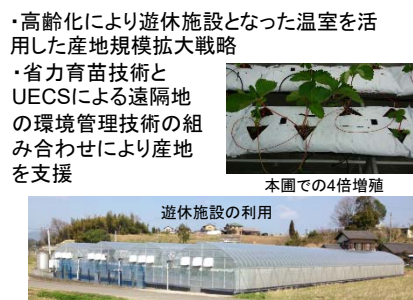 ・高齢化により遊休施設となった温室を活
用した産地規模拡大戦略
・省力育苗技術と
UECSによる遠隔地
の環境管理技術の組
み合わせにより産地
を支援
本圃での4倍増殖
遊休施設の利用